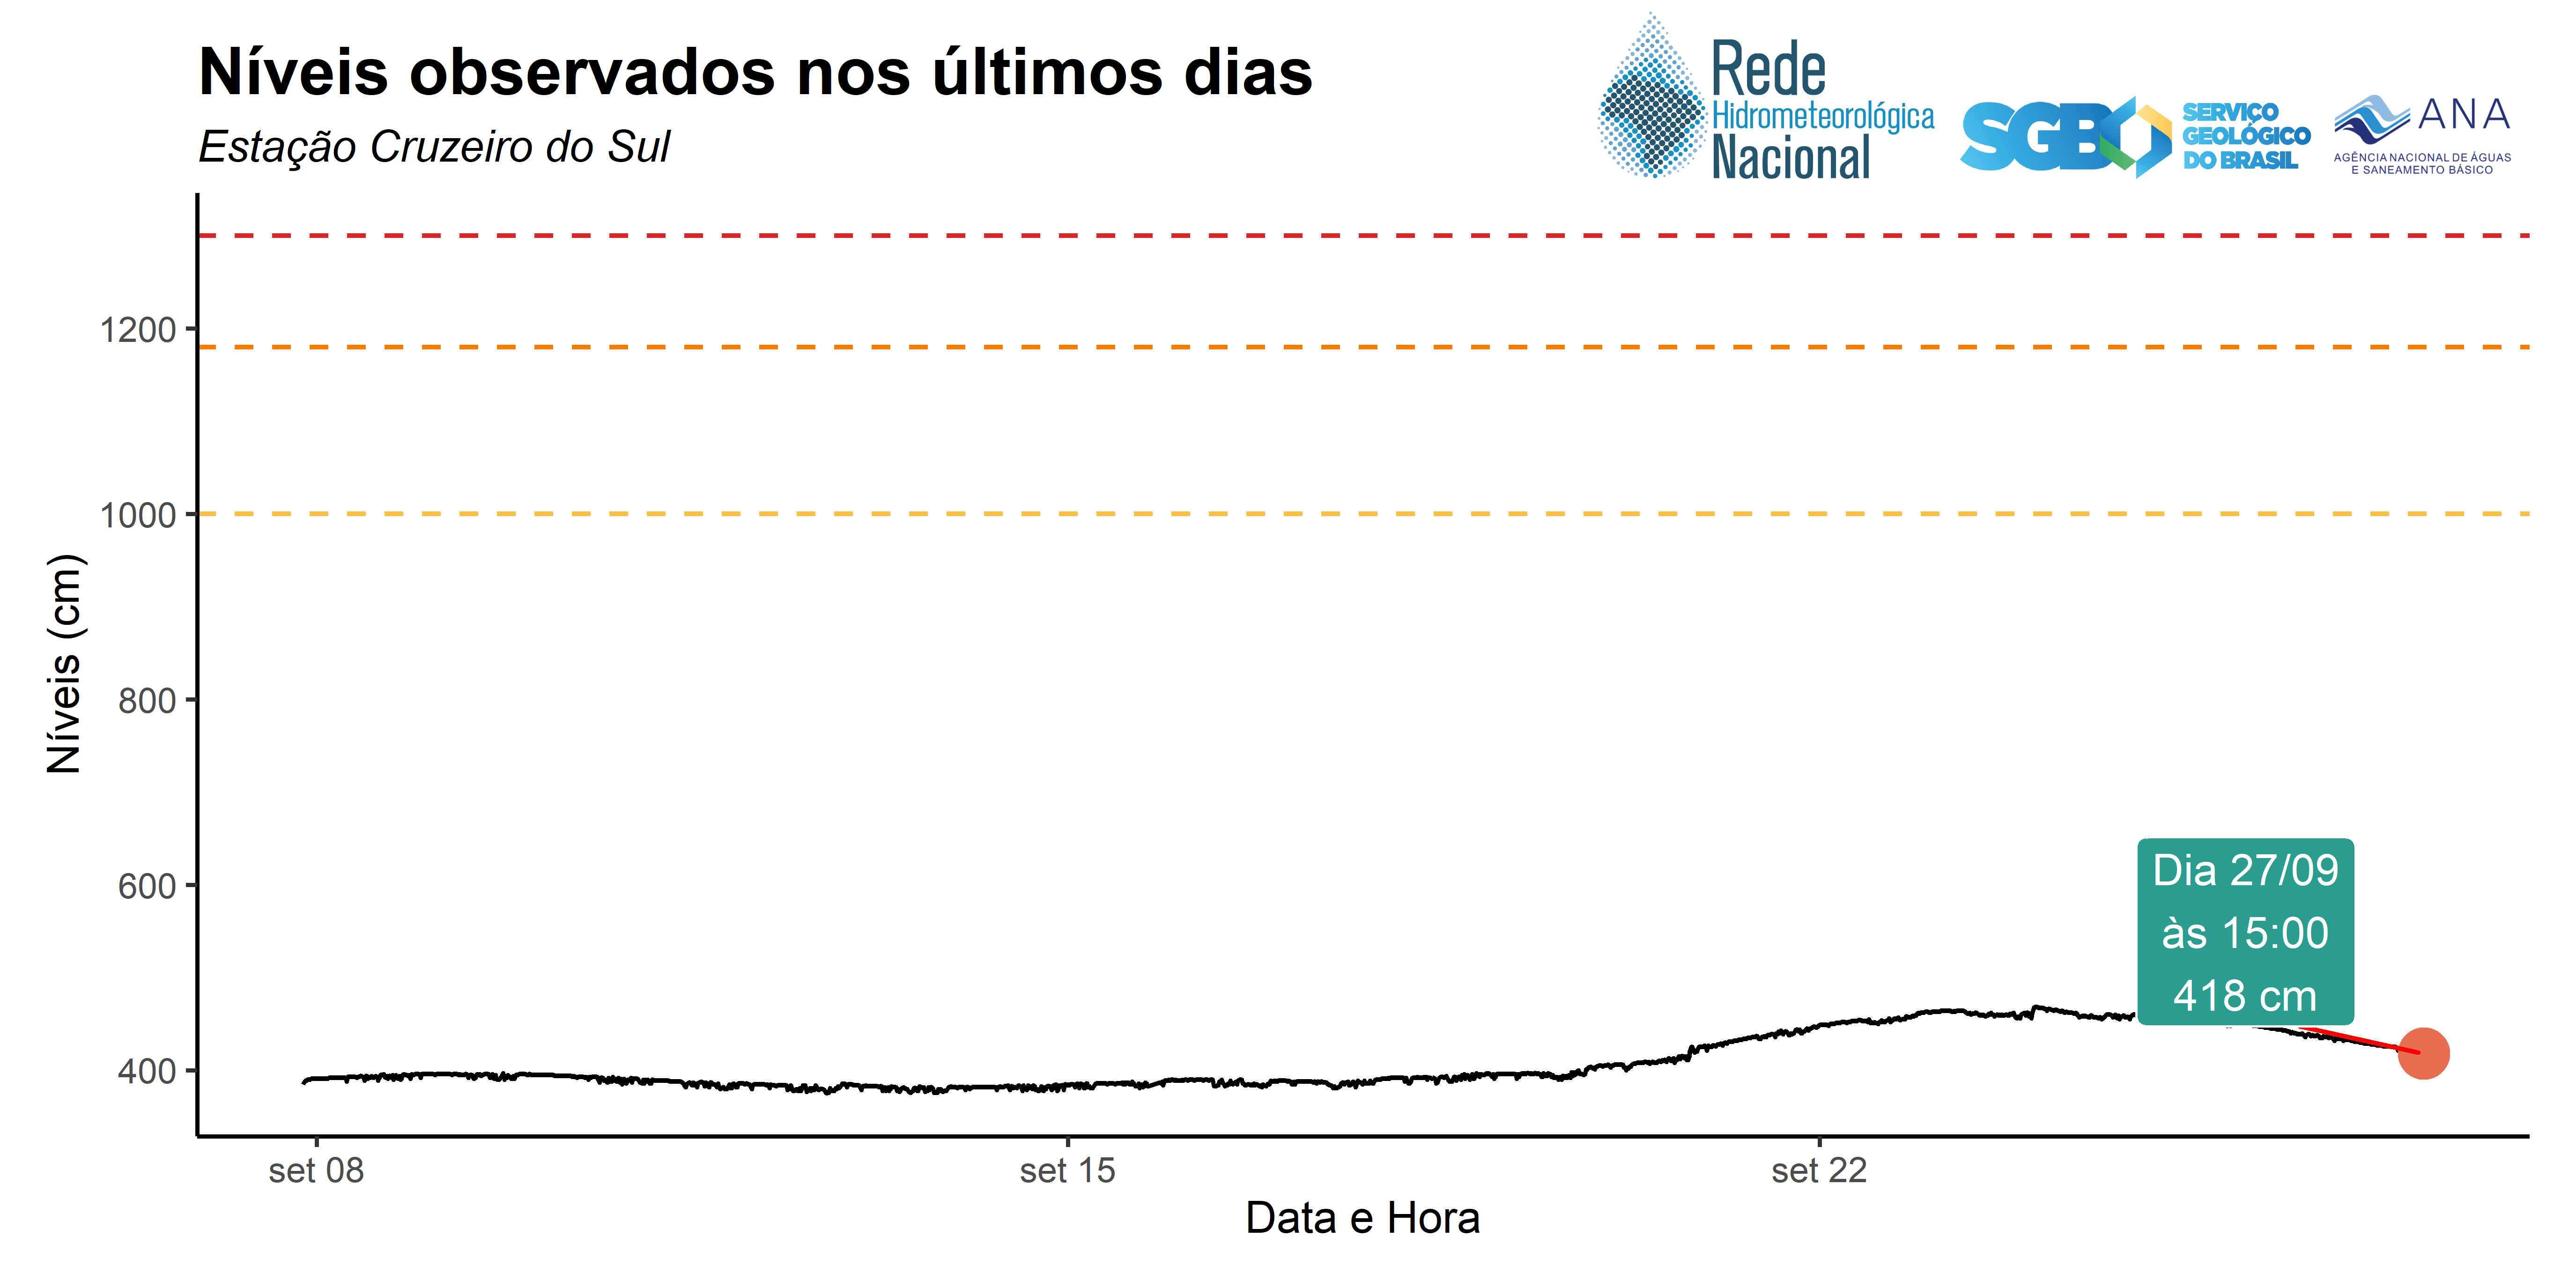 Níveis observados nos últimos dias
Estação Cruzeiro do Sul
Rede
Hidrometeorológica
Nacional
SGB
SERVIÇO
GEOLÓGICO
DO BRASIL
ANA
AGÊNCIA NACIONAL DE ÁGUAS
E SANEAMENTO BÁSICO
Níveis (cm)
1200
1000
800
600
400
Dia 27/09
às 15:00
418 cm
set 08
set 15
set 22
Data e Hora